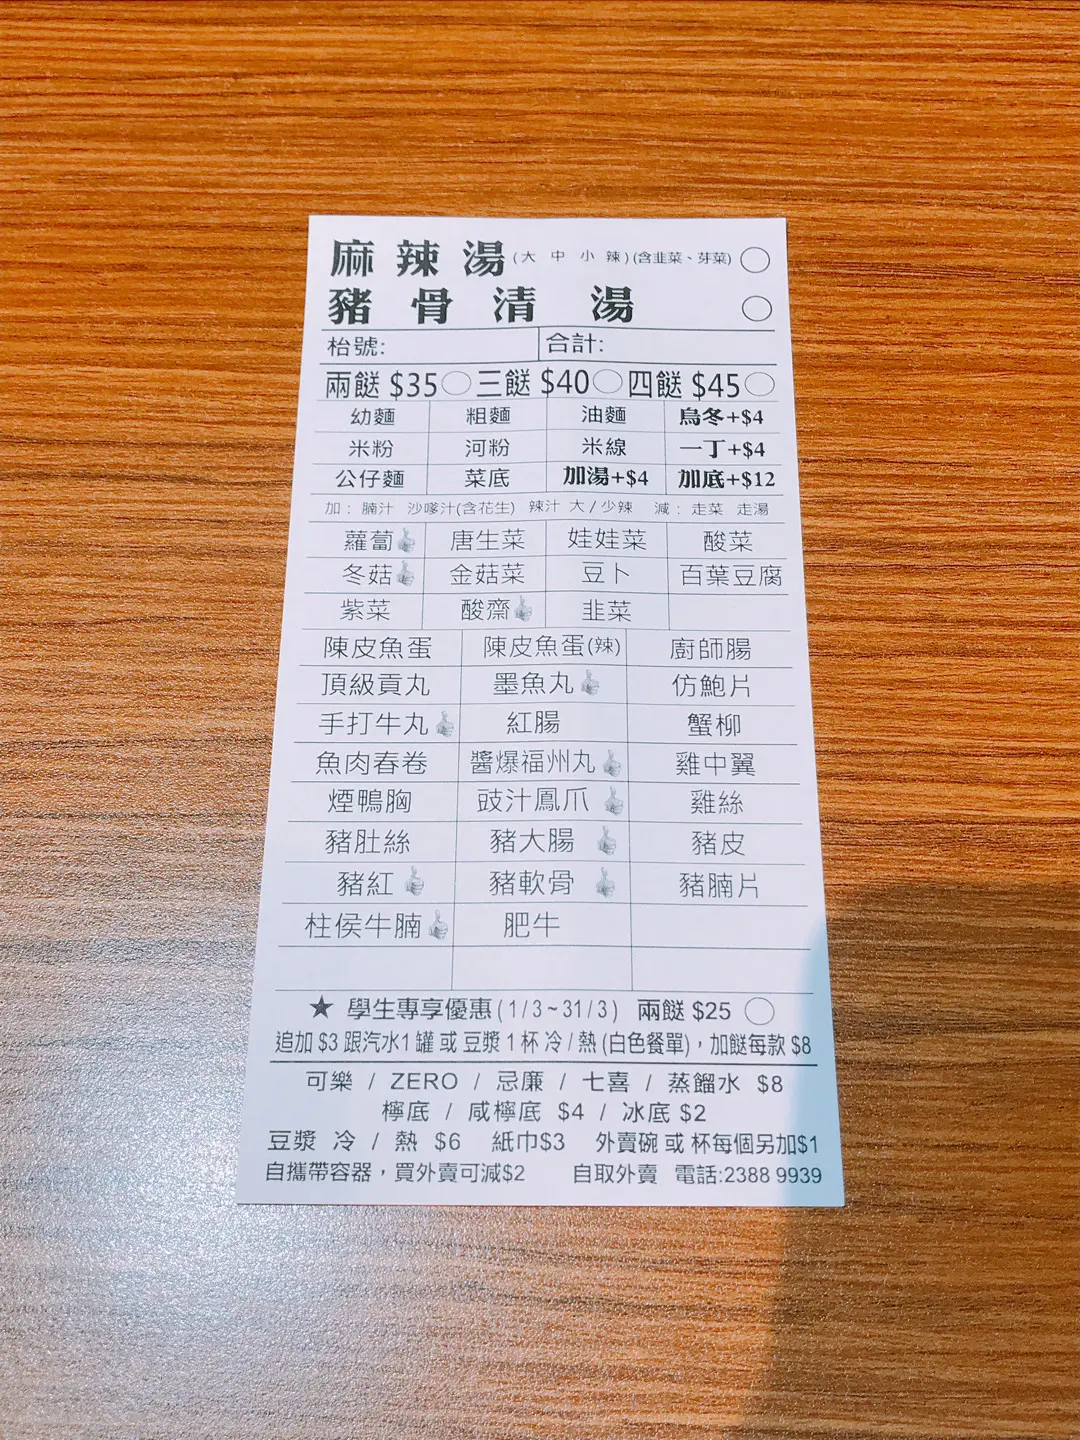 麻辣湯(大 中 小 辣)(含韭菜、芽菜)
豬骨清湯
枱號: 合計:
兩餸 $35 三餸 $40 四餸 $45
幼麵 粗麵 油麵 烏冬+$4
米粉 河粉 米線 一丁+$4
公仔麵 菜底 加湯+$4 加底+$12
加: 腩汁 沙嗲汁(含花生) 辣汁 大/少辣 減: 走菜 走湯
蘿蔔 唐生菜 娃娃菜 酸菜
冬菇 金菇菜 豆卜 百葉豆腐
紫菜 酸齋 韭菜
陳皮魚蛋 陳皮魚蛋(辣) 廚師腸
頂級貢丸 墨魚丸 仿鮑片
手打牛丸 紅腸 蟹柳
魚肉春卷 醬爆福州丸 雞中翼
煙鴨胸 豉汁鳳爪 雞絲
豬肚絲 豬大腸 豬皮
豬紅 豬軟骨 豬腩片
柱侯牛腩 肥牛
★ 學生專享優惠(1/3~31/3) 兩餸 $25
追加 $3 跟汽水1 罐 或 豆漿 1 杯 冷/熱 (白色餐單)，加餸每款 $8
可樂 / ZERO / 忌廉 / 七喜 / 蒸餾水 $8
檸底 / 咸檸底 $4 / 冰底 $2
豆漿 冷 / 熱 $6 紙巾$3 外賣碗 或 杯每個另加$1
自攜帶容器，買外賣可減$2 自取外賣 電話:2388 9939